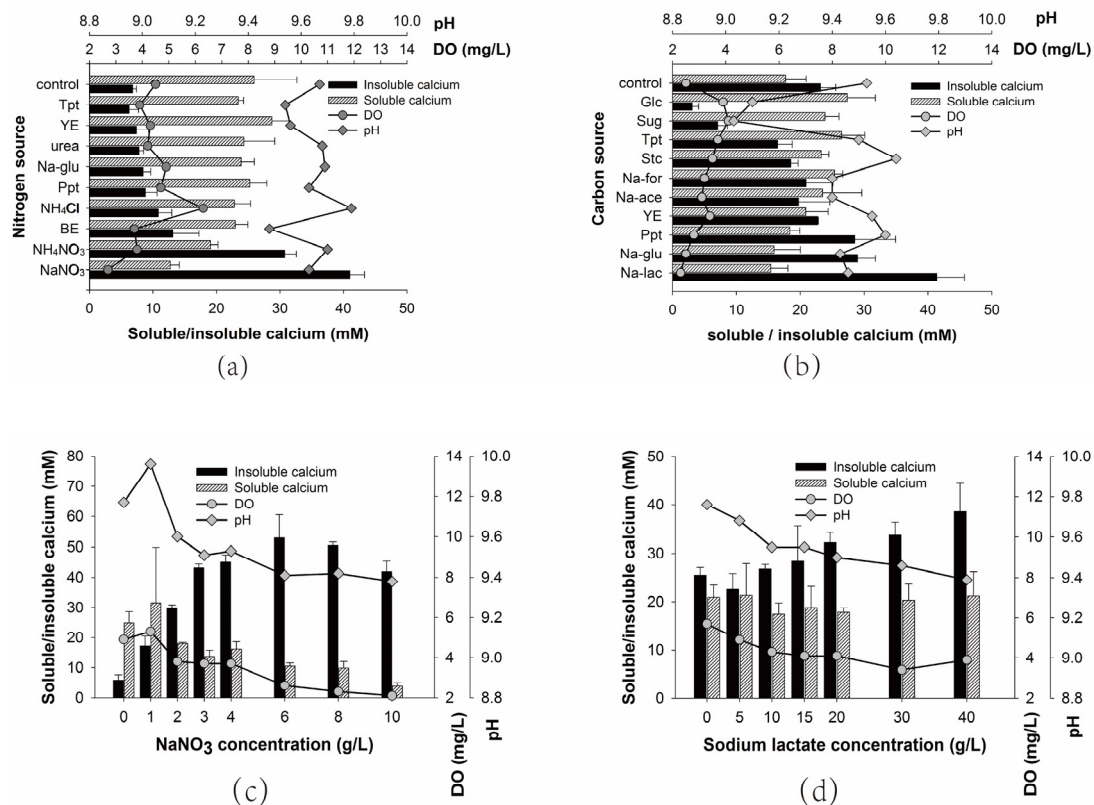 8.8 9.0 9.2 9.4 9.6 9.8 10.0 pH
2 3 4 5 6 7 8 9 10 11 12 13 14 DO (mg/L)
Nitrogen source
control
Tpt
YE
urea
Na-glu
Ppt
NH4Cl
BE
NH4NO3
NaNO3
Insoluble calcium
Soluble calcium
DO
pH
0 10 20 30 40 50
Soluble/insoluble calcium (mM)
(a)
8.8 9.0 9.2 9.4 9.6 9.8 10.0 pH
2 4 6 8 10 12 14 DO (mg/L)
Carbon source
control
Glc
Sug
Tpt
Stc
Na-for
Na-ace
YE
Ppt
Na-glu
Na-lac
Insoluble calcium
Soluble calcium
DO
pH
0 10 20 30 40 50
soluble / insoluble calcium (mM)
(b)
Soluble/insoluble calcium (mM)
80
70
60
50
40
30
20
10
0
Insoluble calcium
Soluble calcium
DO
pH
14
12
10
8
6
4
2
10.0
9.8
9.6
9.4
9.2
9.0
8.8
0 1 2 3 4 6 8 10
NaNO3 concentration (g/L)
DO (mg/L)
pH
(c)
Soluble/insoluble calcium (mM)
50
40
30
20
10
0
Insoluble calcium
Soluble calcium
DO
pH
14
12
10
8
6
4
2
10.0
9.8
9.6
9.4
9.2
9.0
8.8
0 5 10 15 20 30 40
Sodium lactate concentration (g/L)
DO (mg/L)
pH
(d)